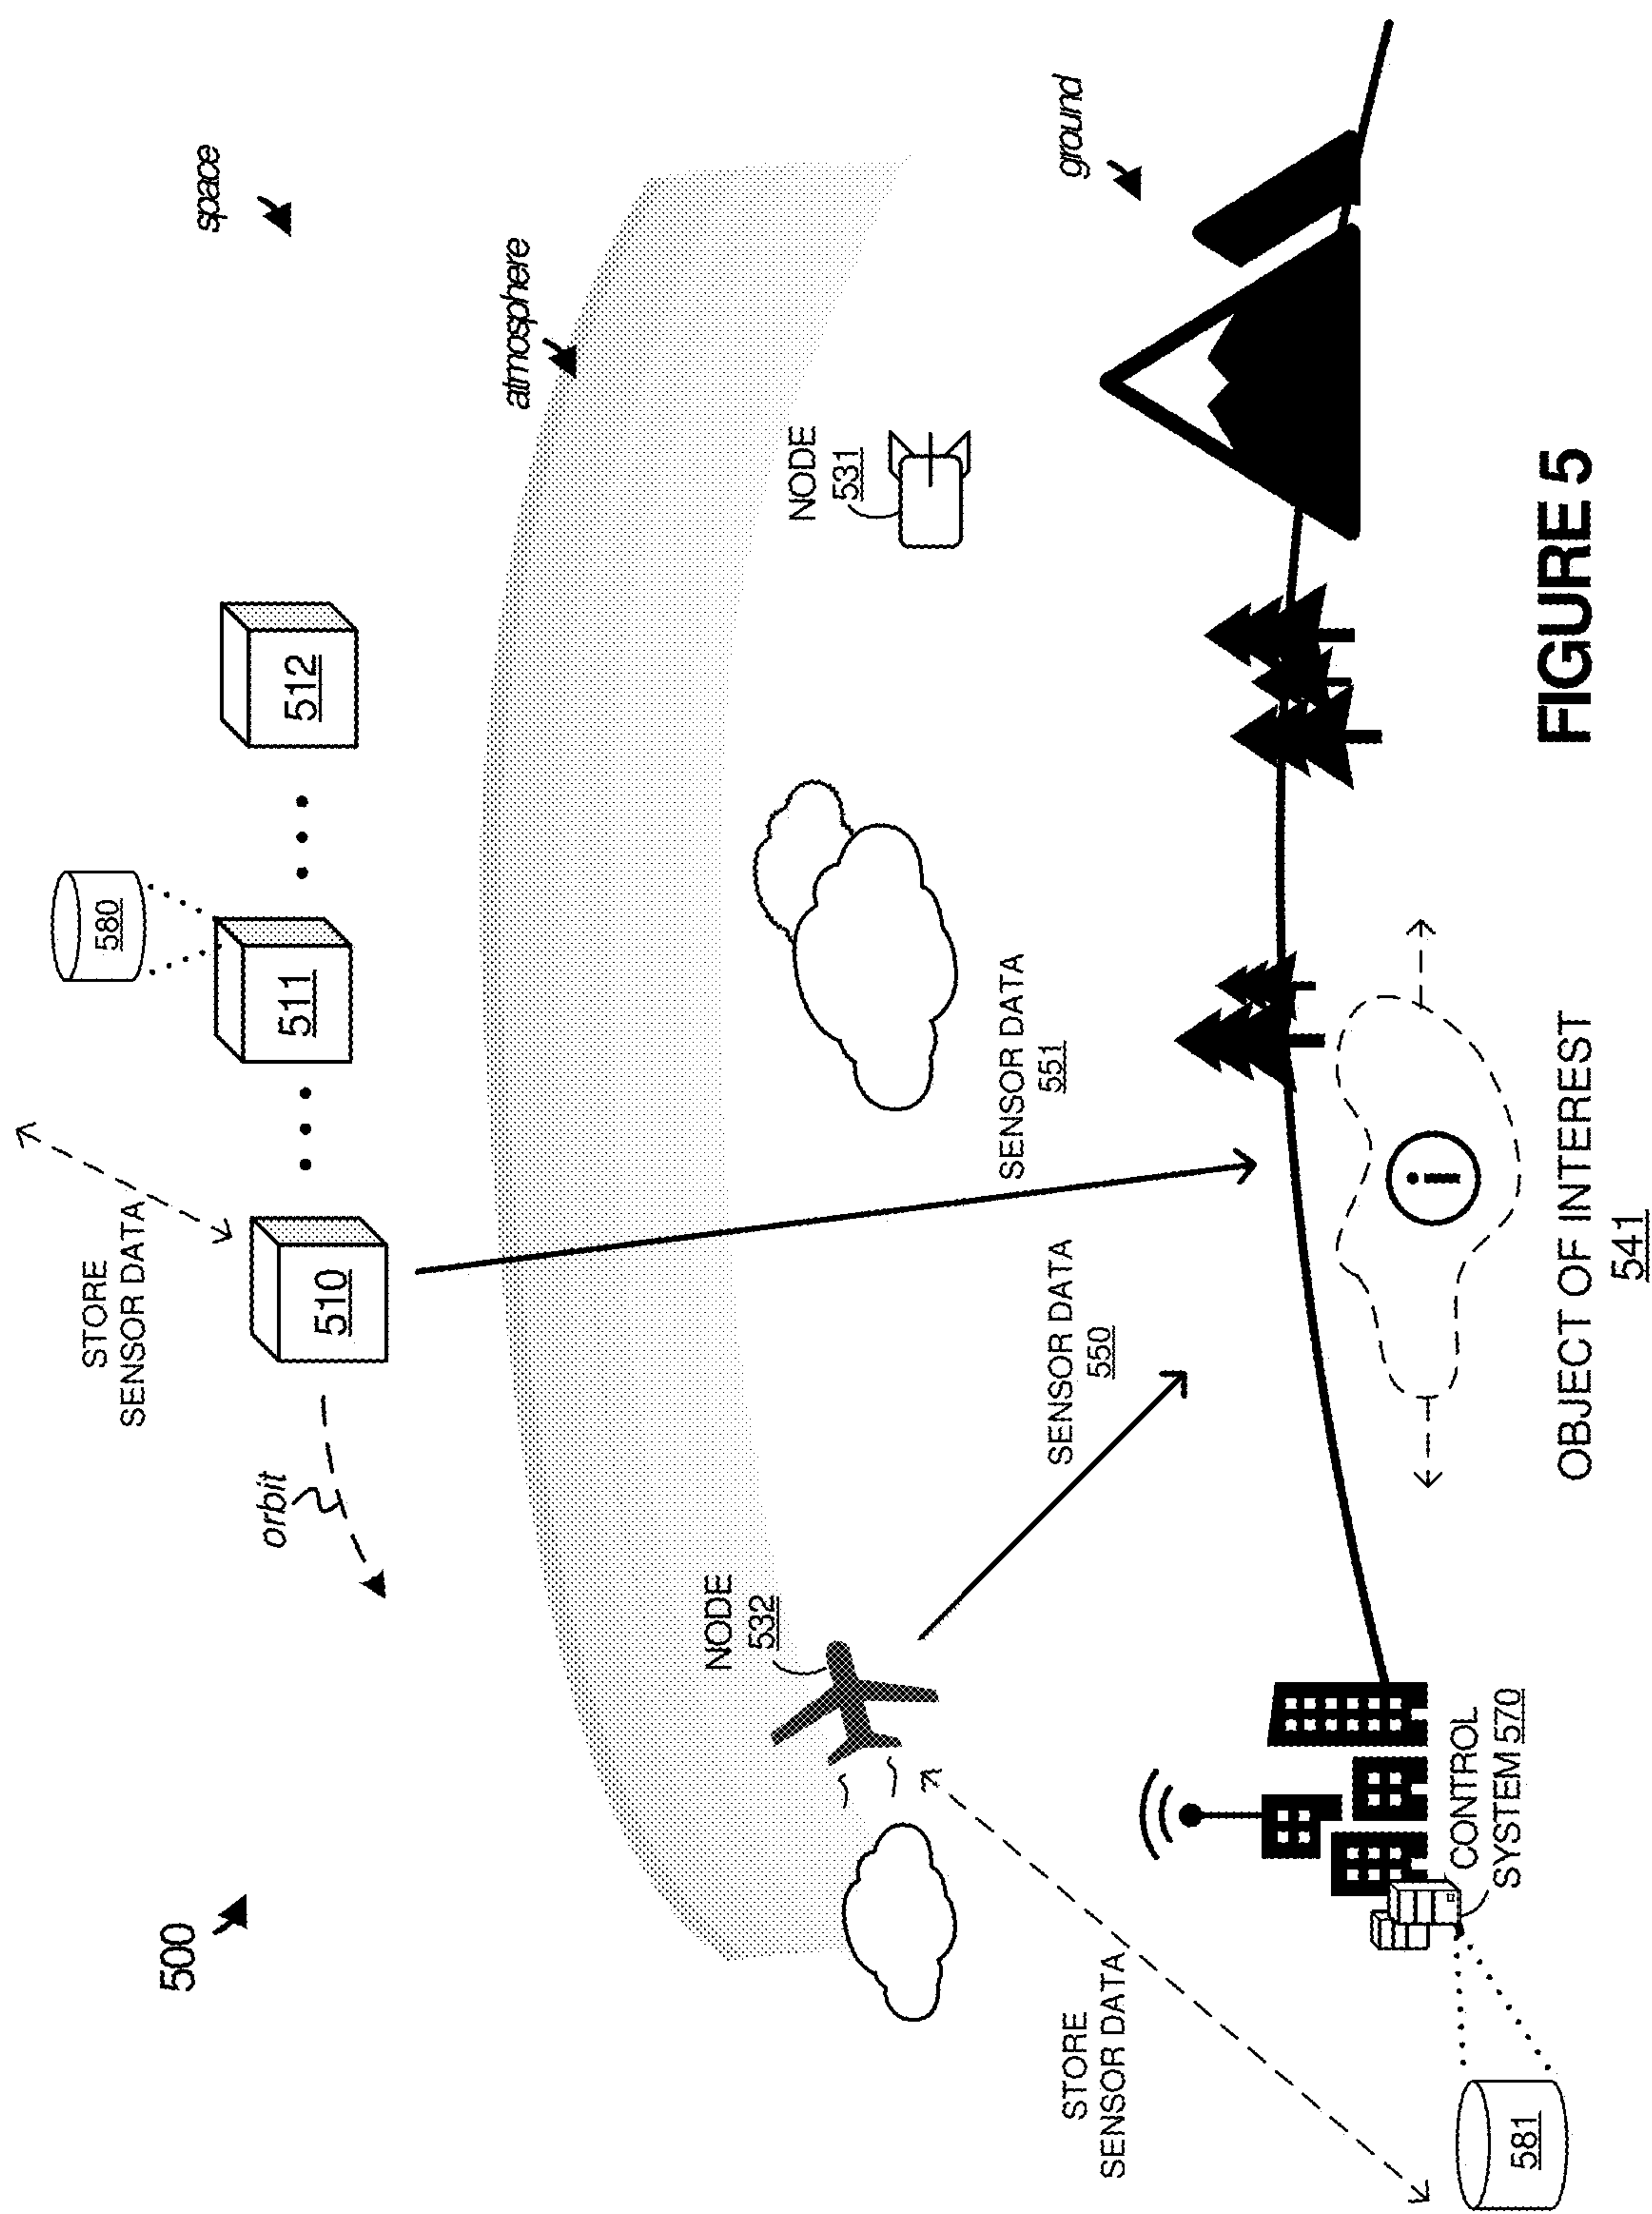 500
space
580
STORE
SENSOR DATA
orbit
510
511
512
atmosphere
NODE
532
NODE
531
SENSOR DATA
551
SENSOR DATA
550
ground
STORE
SENSOR DATA
CONTROL
SYSTEM 570
581
i
OBJECT OF INTEREST
541
FIGURE 5